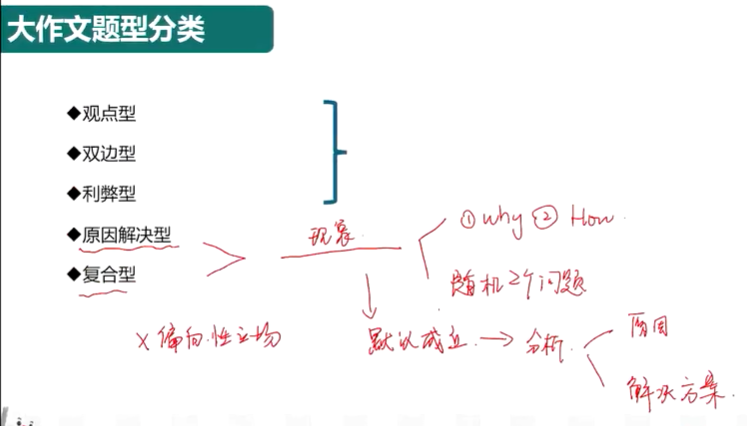 大作文题型分类
◆观点型
◆双边型
◆利弊型
◆原因解决型
◆复合型
现象
① why ② How
随机2个问题
× 偏向性立场
默认成立 → 分析
原因
解决方案